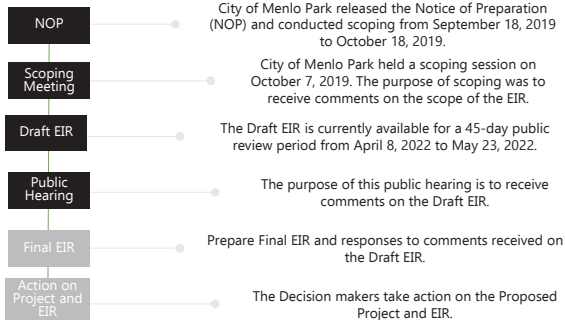 NOP
City of Menlo Park released the Notice of Preparation
(NOP) and conducted scoping from September 18, 2019
to October 18, 2019.
Scoping
Meeting
City of Menlo Park held a scoping session on
October 7, 2019. The purpose of scoping was to
receive comments on the scope of the EIR.
Draft EIR
The Draft EIR is currently available for a 45-day public
review period from April 8, 2022 to May 23, 2022.
Public
Hearing
The purpose of this public hearing is to receive
comments on the Draft EIR.
Final EIR
Prepare Final EIR and responses to comments received on
the Draft EIR.
Action on
Project and
EIR
The Decision makers take action on the Proposed
Project and EIR.